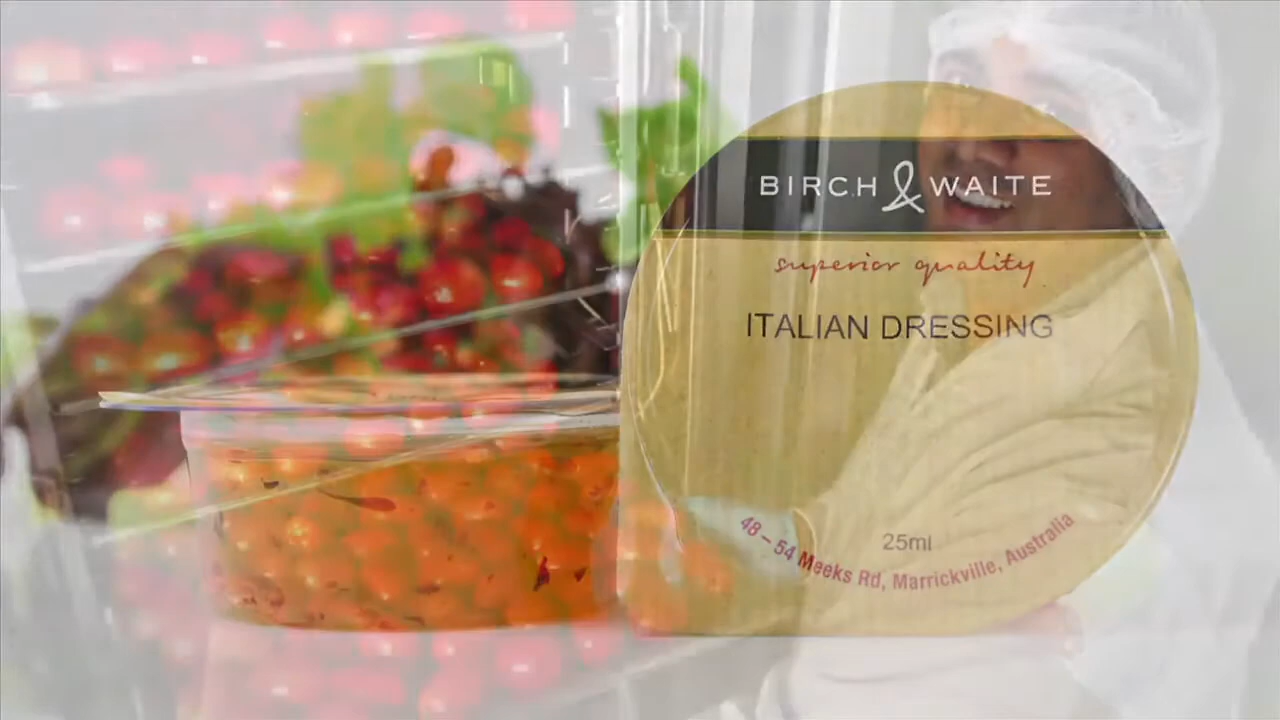 BIRCH & WAITE
superior quality
ITALIAN DRESSING
25ml
48 – 54 Meeks Rd, Marrickville, Australia